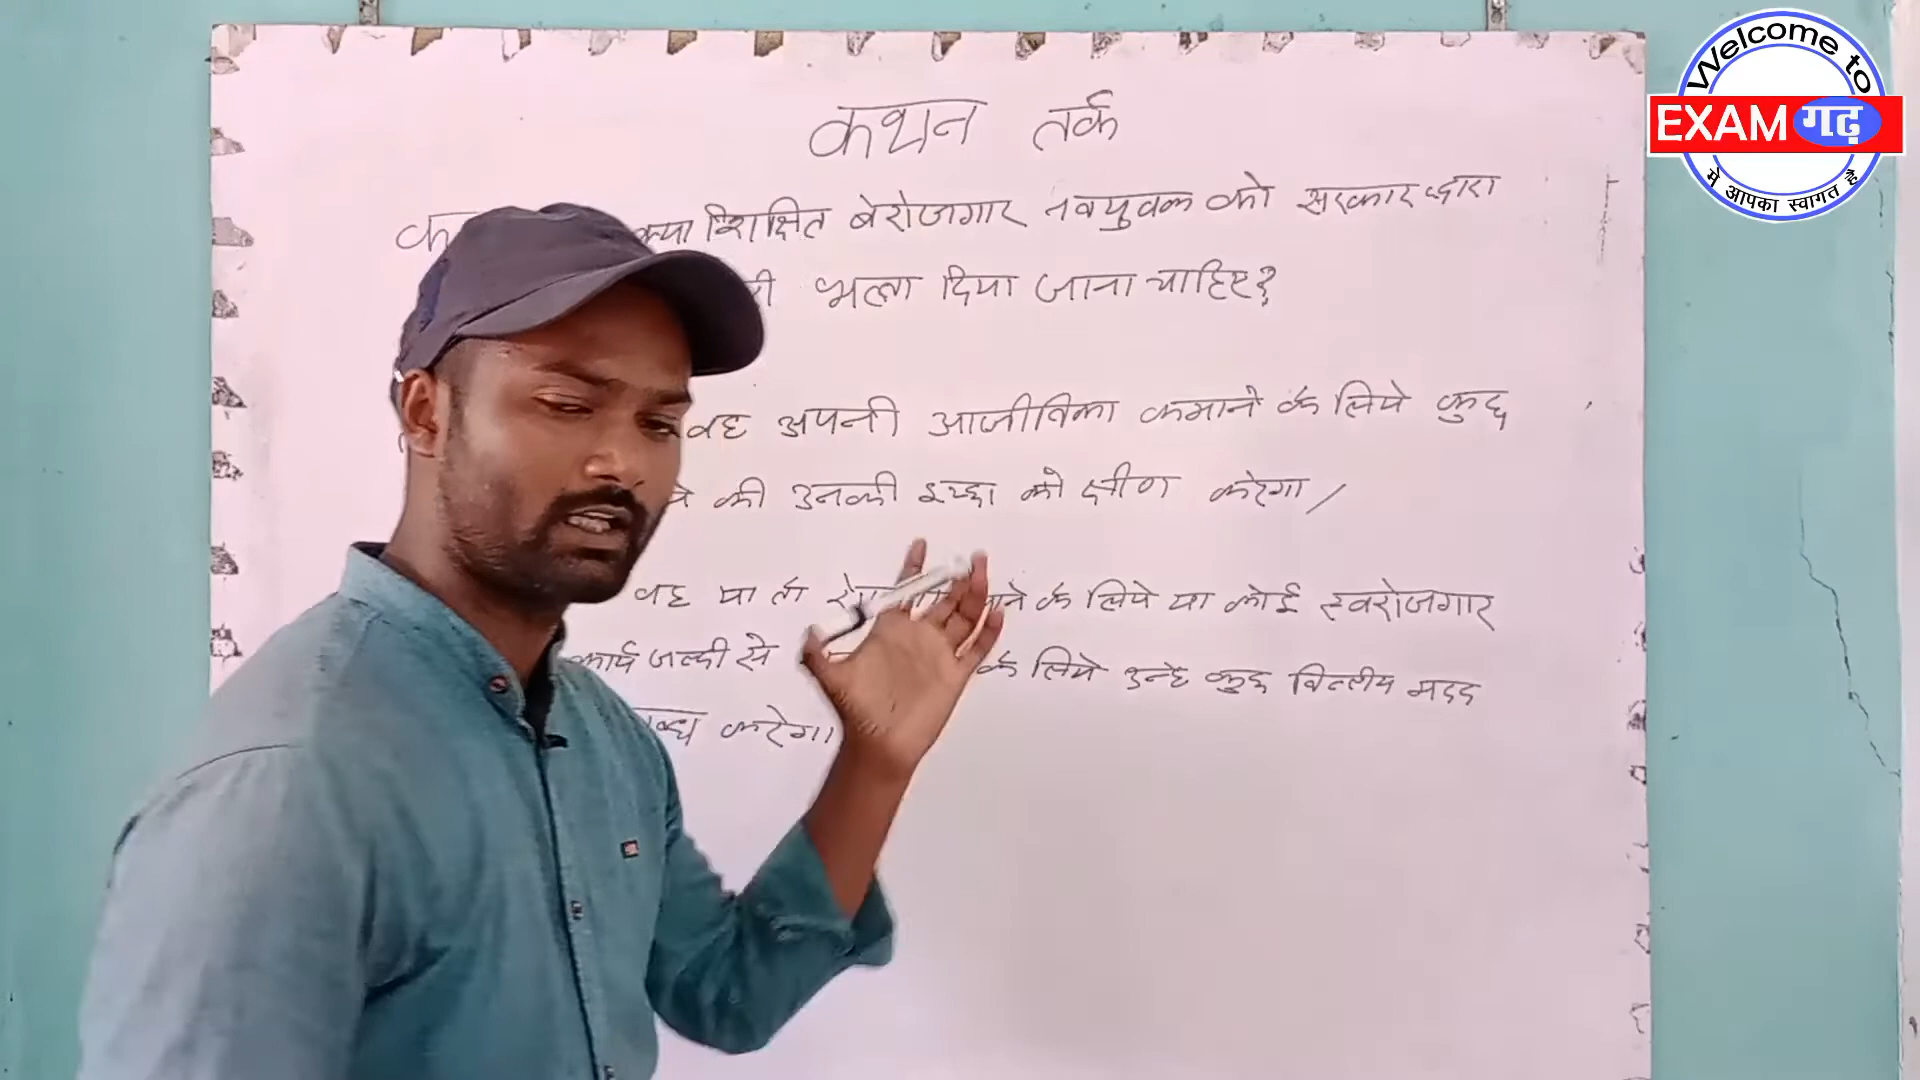 Welcome to
EXAM गढ़
मे आपका स्वागत है
कथन तर्क
क्या शिक्षित बेरोजगार नवयुवक को सरकार द्वारा
भत्ता दिया जाना चाहिए?
वह अपनी आजीविका कमाने के लिये कुछ
की उनकी इच्छा को क्षीण करेगा/
वह या तो के लिये या कोई स्वरोजगार
कार्य जल्दी से के लिये उन्हे कुछ वित्तीय मदद
करेगा